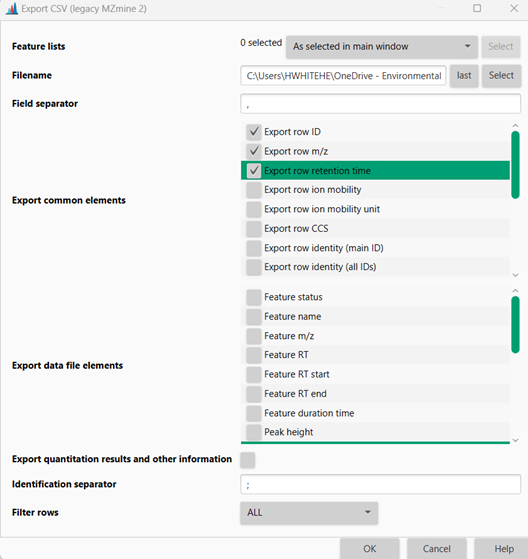 Export CSV (legacy MZmine 2)
Feature lists 0 selected As selected in main window Select
Filename C:\Users\HWHITEHE\OneDrive - Environmental last Select
Field separator ,
Export common elements
Export row ID
Export row m/z
Export row retention time
Export row ion mobility
Export row ion mobility unit
Export row CCS
Export row identity (main ID)
Export row identity (all IDs)
Export data file elements
Feature status
Feature name
Feature m/z
Feature RT
Feature RT start
Feature RT end
Feature duration time
Peak height
Export quantitation results and other information
Identification separator ;
Filter rows ALL
OK Cancel Help